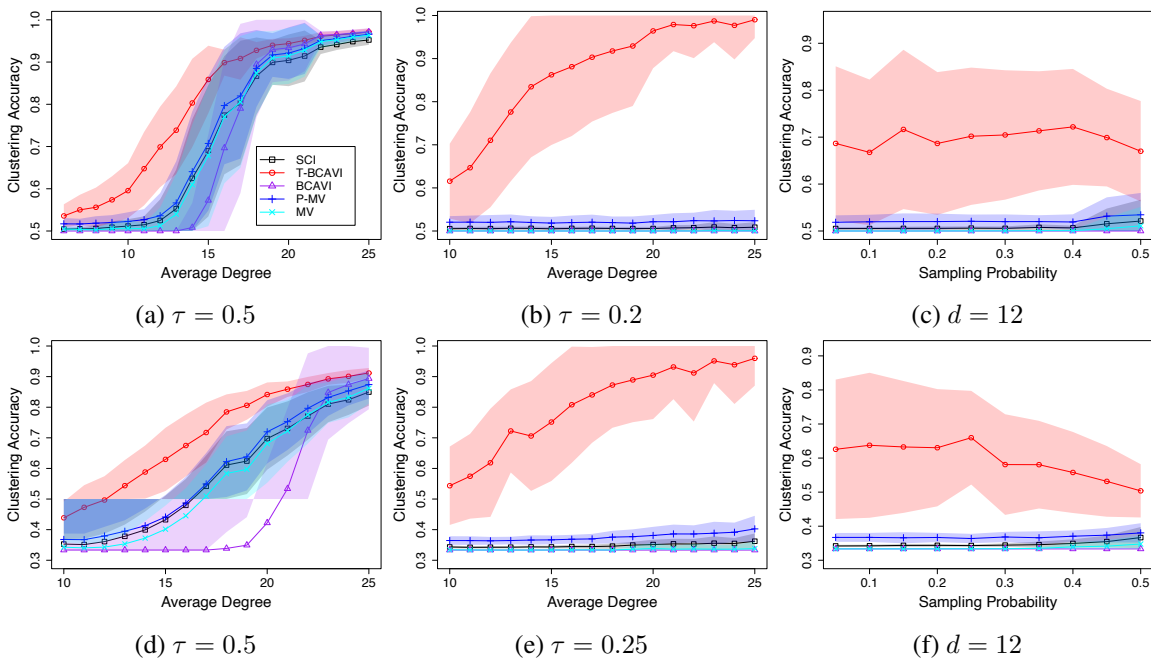 Clustering Accuracy
0.5 0.6 0.7 0.8 0.9 1.0
10 15 20 25
Average Degree
SCI
T-BCAVI
BCAVI
P-MV
MV
(a) τ = 0.5
Clustering Accuracy
0.5 0.6 0.7 0.8 0.9 1.0
10 15 20 25
Average Degree
(b) τ = 0.2
Clustering Accuracy
0.5 0.6 0.7 0.8 0.9
0.1 0.2 0.3 0.4 0.5
Sampling Probability
(c) d = 12
Clustering Accuracy
0.3 0.4 0.5 0.6 0.7 0.8 0.9 1.0
10 15 20 25
Average Degree
(d) τ = 0.5
Clustering Accuracy
0.3 0.4 0.5 0.6 0.7 0.8 0.9 1.0
10 15 20 25
Average Degree
(e) τ = 0.25
Clustering Accuracy
0.3 0.4 0.5 0.6 0.7 0.8 0.9
0.1 0.2 0.3 0.4 0.5
Sampling Probability
(f) d = 12